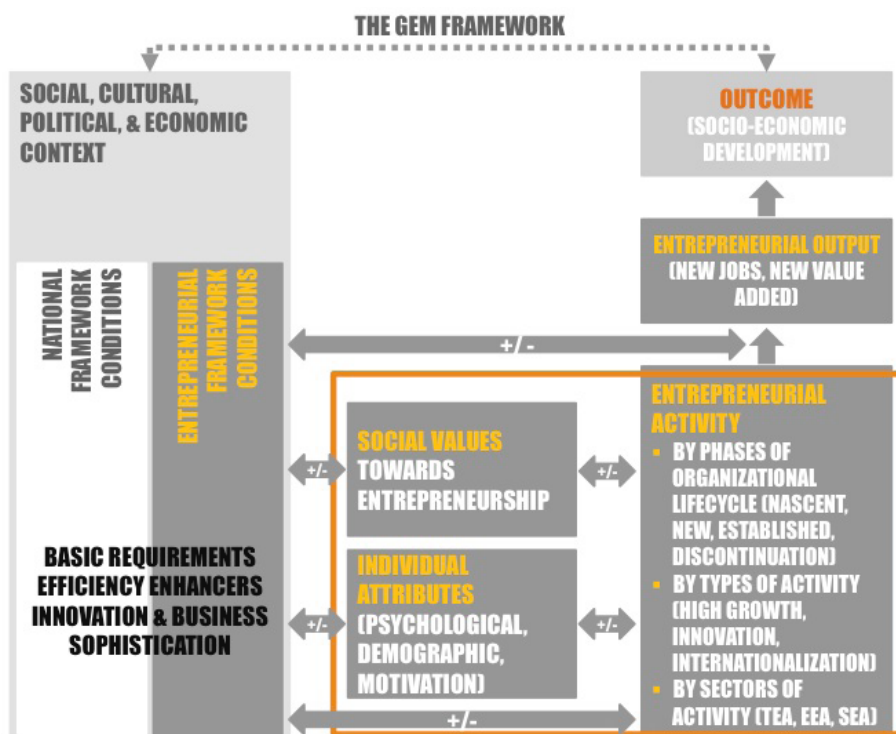 THE GEM FRAMEWORK
SOCIAL, CULTURAL,
POLITICAL, & ECONOMIC
CONTEXT
OUTCOME
(SOCIO-ECONOMIC
DEVELOPMENT)
ENTREPRENEURIAL OUTPUT
(NEW JOBS, NEW VALUE
ADDED)
NATIONAL
FRAMEWORK
CONDITIONS
ENTREPRENEURIAL
FRAMEWORK
CONDITIONS
+/-
SOCIAL VALUES
TOWARDS
ENTREPRENEURSHIP
+/-
+/-
ENTREPRENEURIAL
ACTIVITY
▪ BY PHASES OF
ORGANIZATIONAL
LIFECYCLE (NASCENT,
NEW, ESTABLISHED,
DISCONTINUATION)
▪ BY TYPES OF ACTIVITY
(HIGH GROWTH,
INNOVATION,
INTERNATIONALIZATION)
▪ BY SECTORS OF
ACTIVITY (TEA, EEA, SEA)
BASIC REQUIREMENTS
EFFICIENCY ENHANCERS
INNOVATION & BUSINESS
SOPHISTICATION
INDIVIDUAL
ATTRIBUTES
(PSYCHOLOGICAL,
DEMOGRAPHIC,
MOTIVATION)
+/-
+/-
+/-